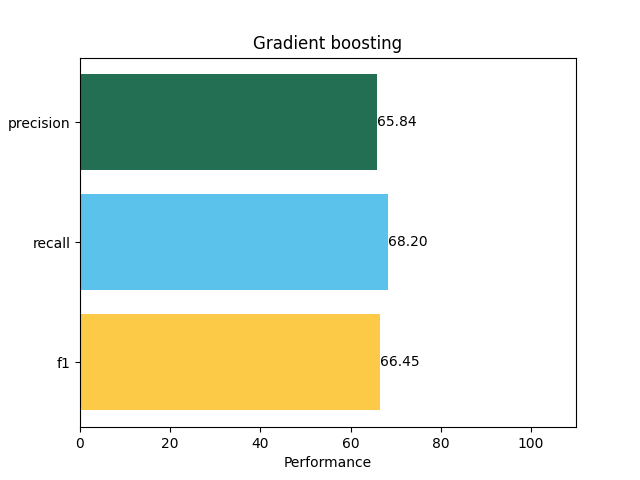 Gradient boosting
precision
65.84
recall
68.20
f1
66.45
0 20 40 60 80 100
Performance